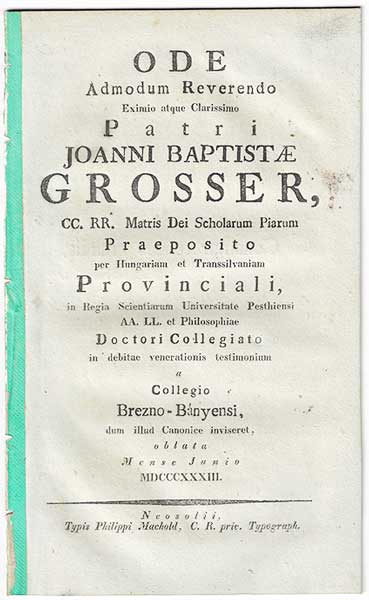 ODE
Admodum Reverendo
Eximio atque Clarissimo
Patri
JOANNI BAPTISTÆ
GROSSER,
CC. RR. Matris Dei Scholarum Piarum
Praeposito
per Hungariam et Transsilvaniam
Provinciali,
in Regia Scientiarum Universitate Pesthiensi
AA. LL. et Philosophiae
Doctori Collegiato
in debitae venerationis testimonium
a
Collegio
Brezno-Bányensi,
dum illud Canonice inviseret,
oblata
Mense Junio
MDCCCXXXIII.
Neosolii,
Typis Philippi Machold, C. R. priv. Typograph.